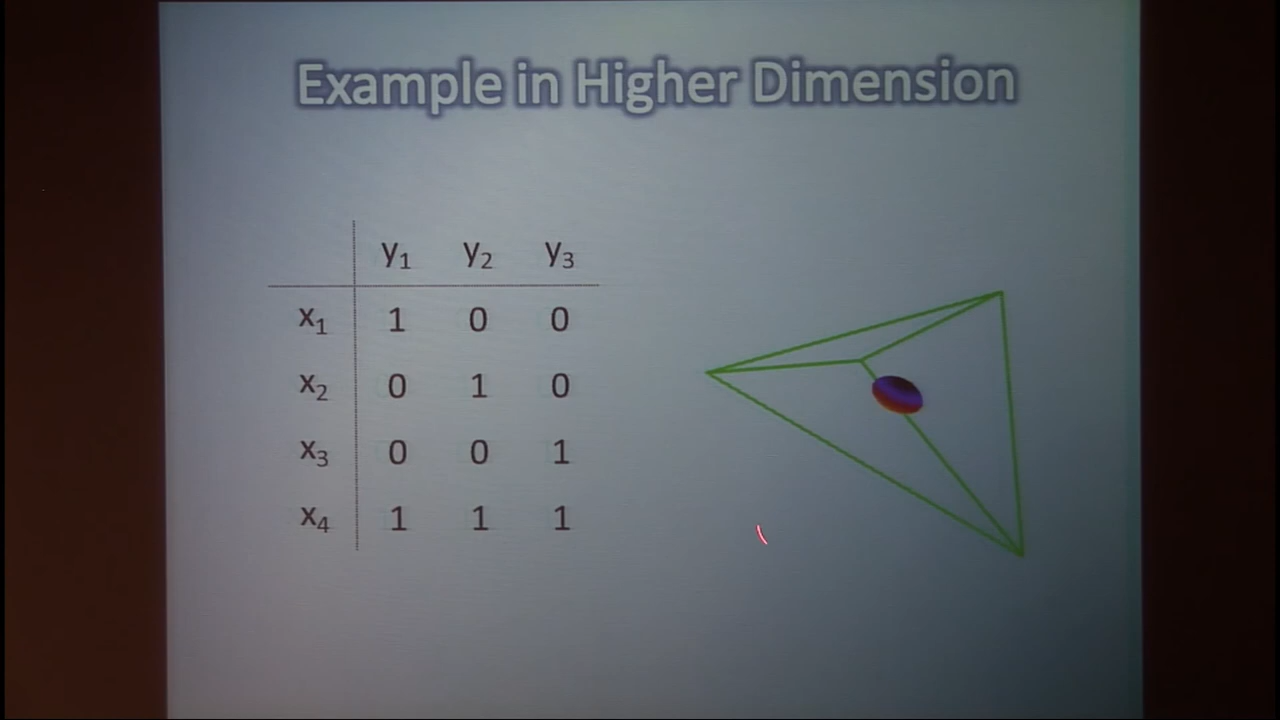 Example in Higher Dimension
y₁ y₂ y₃
x₁ 1 0 0
x₂ 0 1 0
x₃ 0 0 1
x₄ 1 1 1